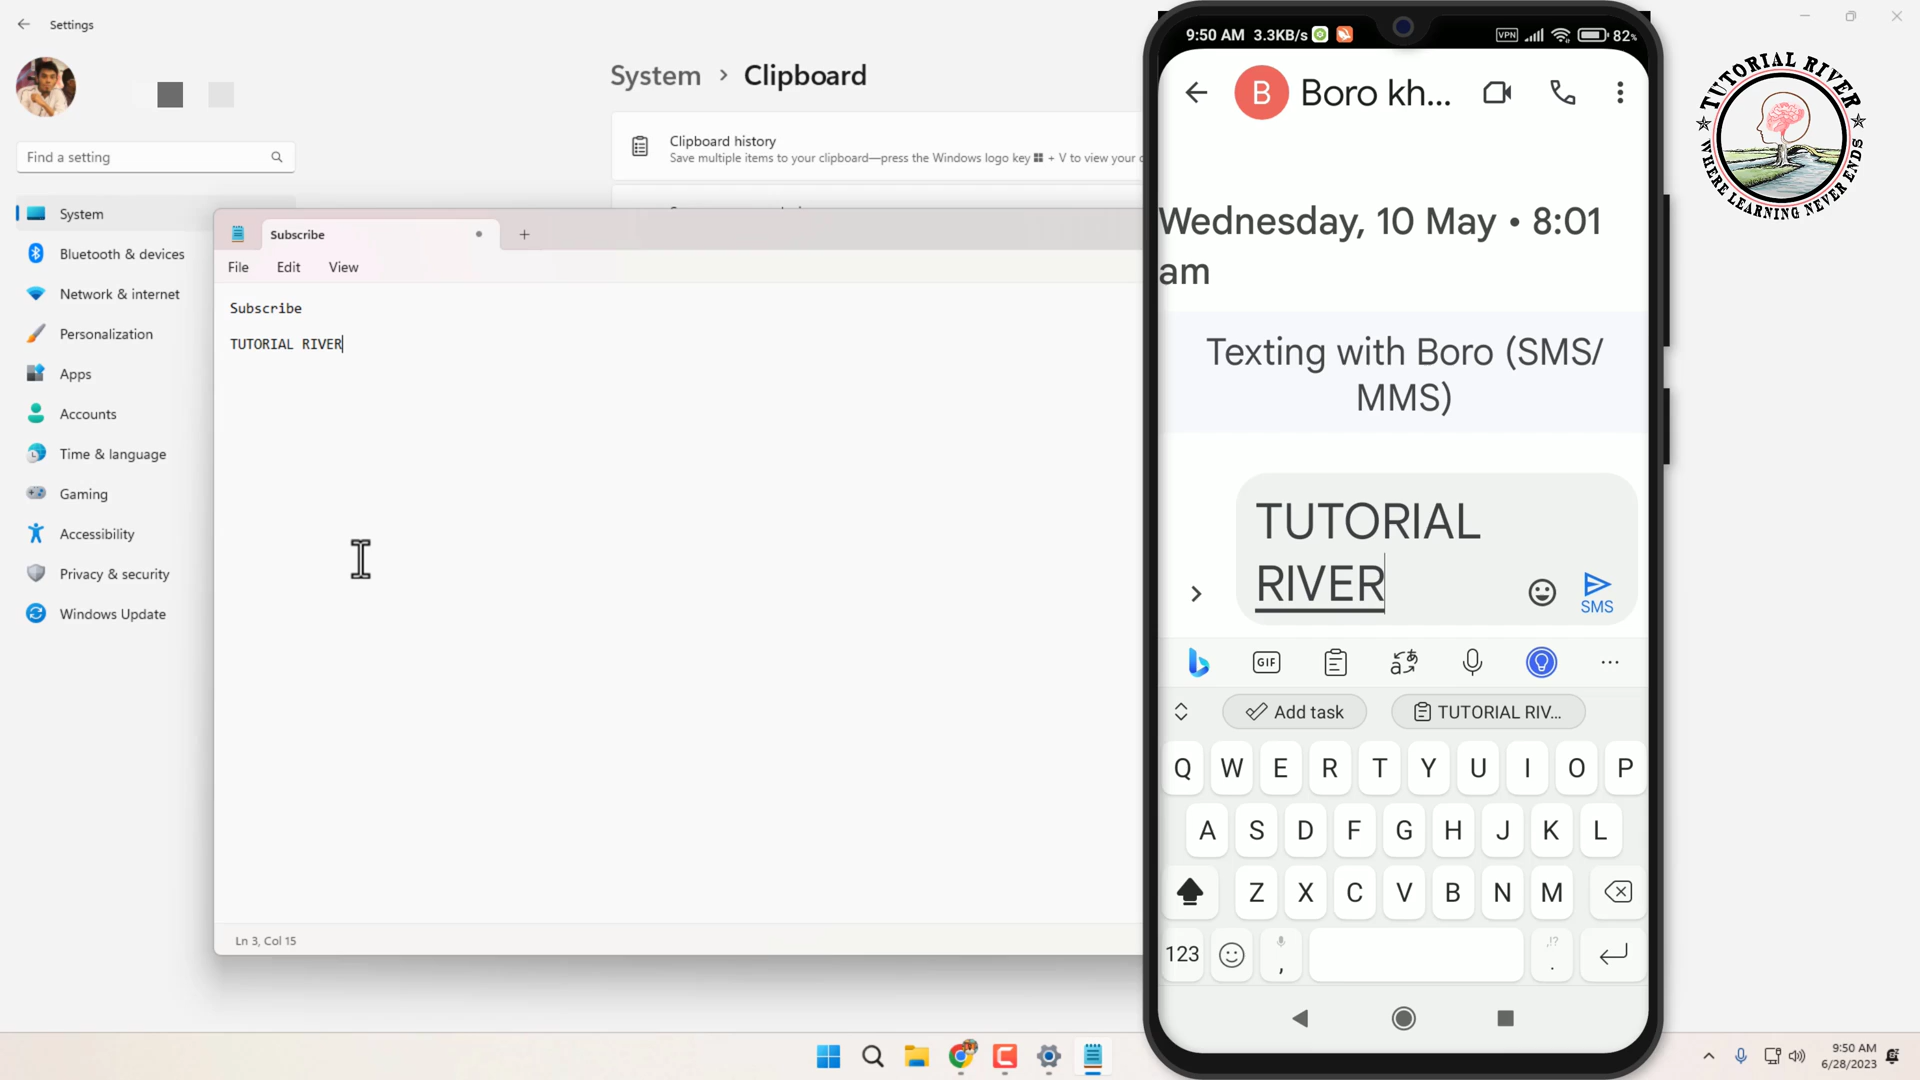 Settings
Find a setting
System
Bluetooth & devices
Network & internet
Personalization
Apps
Accounts
Time & language
Gaming
Accessibility
Privacy & security
Windows Update
System > Clipboard
Clipboard history
Save multiple items to your clipboard—press the Windows logo key + V to view your c
Subscribe
File Edit View
Subscribe
TUTORIAL RIVER
Ln 3, Col 15
9:50 AM 3.3KB/s VPN 82%
B Boro kh...
Wednesday, 10 May • 8:01
am
Texting with Boro (SMS/
MMS)
TUTORIAL
RIVER
SMS
GIF
Add task TUTORIAL RIV...
Q W E R T Y U I O P
A S D F G H J K L
Z X C V B N M
123 , ,!? .
TUTORIAL RIVER
WHERE LEARNING NEVER ENDS
9:50 AM
6/28/2023